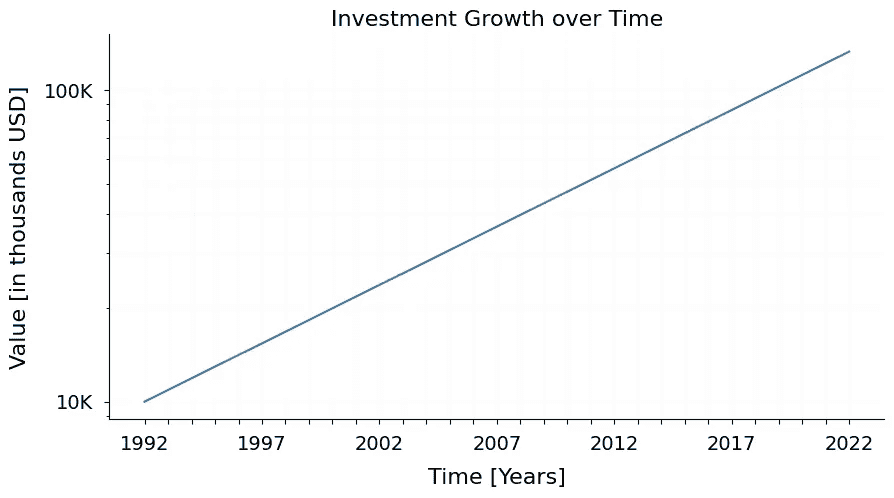 Investment Growth over Time
Value [in thousands USD]
100K
10K
1992 1997 2002 2007 2012 2017 2022
Time [Years]